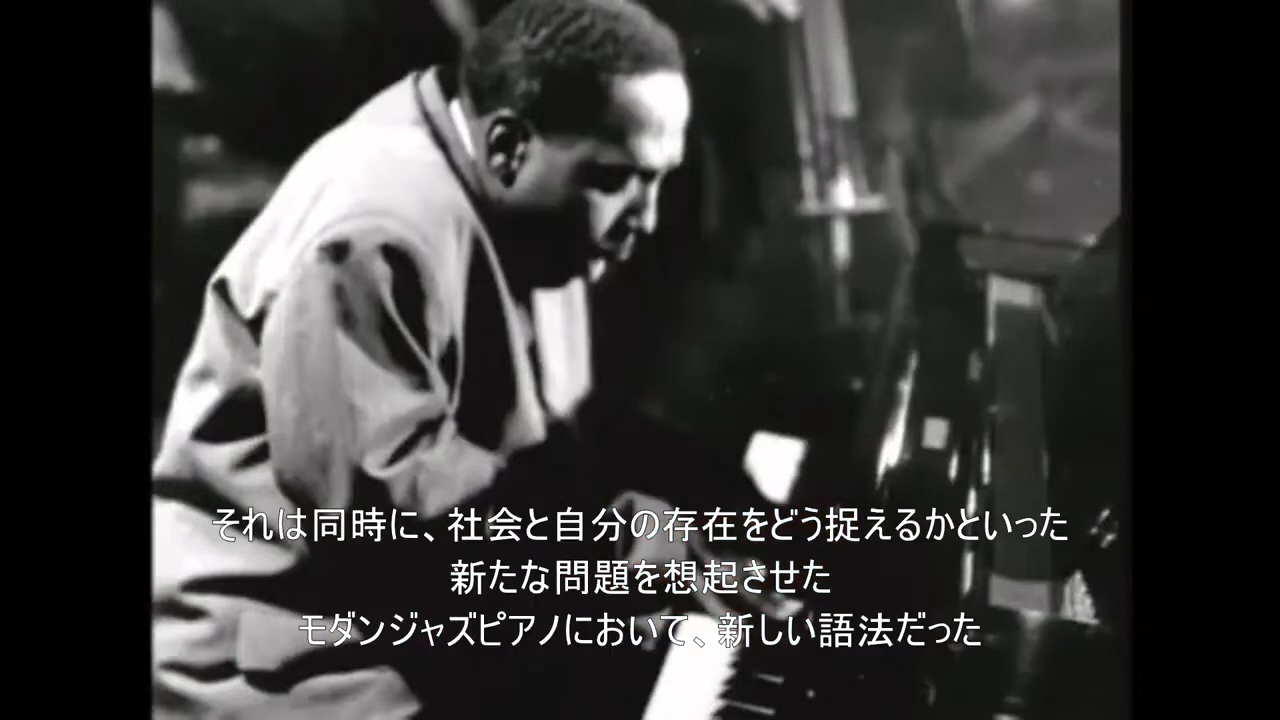 それは同時に、社会と自分の存在をどう捉えるかといった
新たな問題を想起させた
モダンジャズピアノにおいて、新しい語法だった